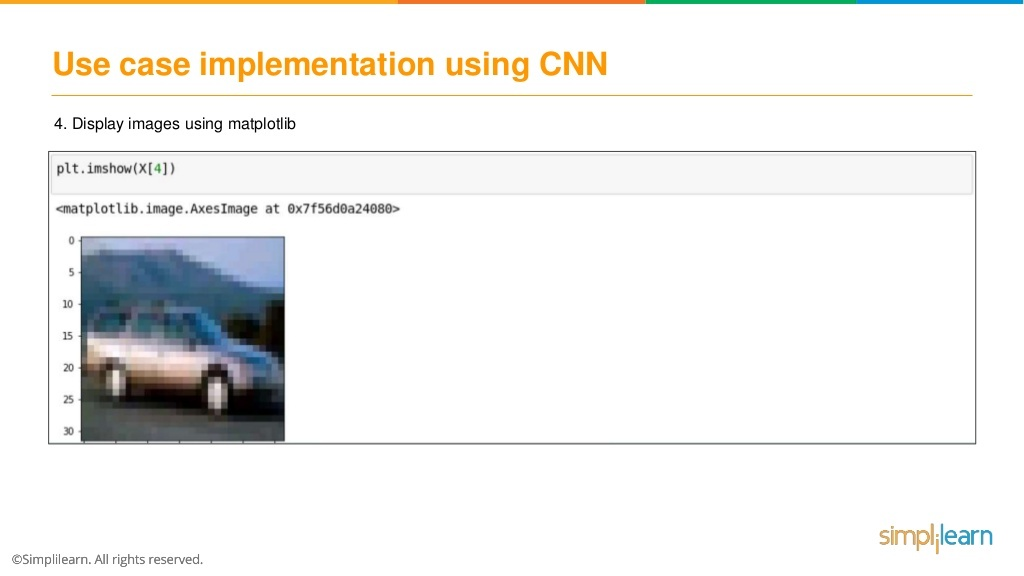 Use case implementation using CNN
4. Display images using matplotlib
plt.imshow(X[4])
<matplotlib.image.AxesImage at 0x7f56d0a24080>
0
5
10
15
20
25
30
simplilearn
©Simplilearn. All rights reserved.